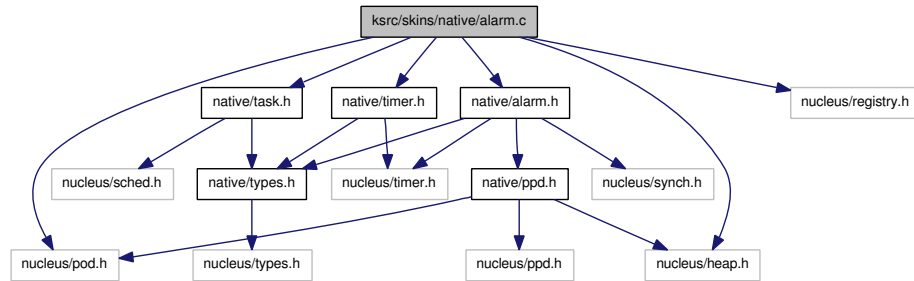 ksrc/skins/native/alarm.c
native/task.h
native/timer.h
native/alarm.h
nucleus/registry.h
nucleus/sched.h
native/types.h
nucleus/timer.h
native/ppd.h
nucleus/synch.h
nucleus/pod.h
nucleus/types.h
nucleus/ppd.h
nucleus/heap.h